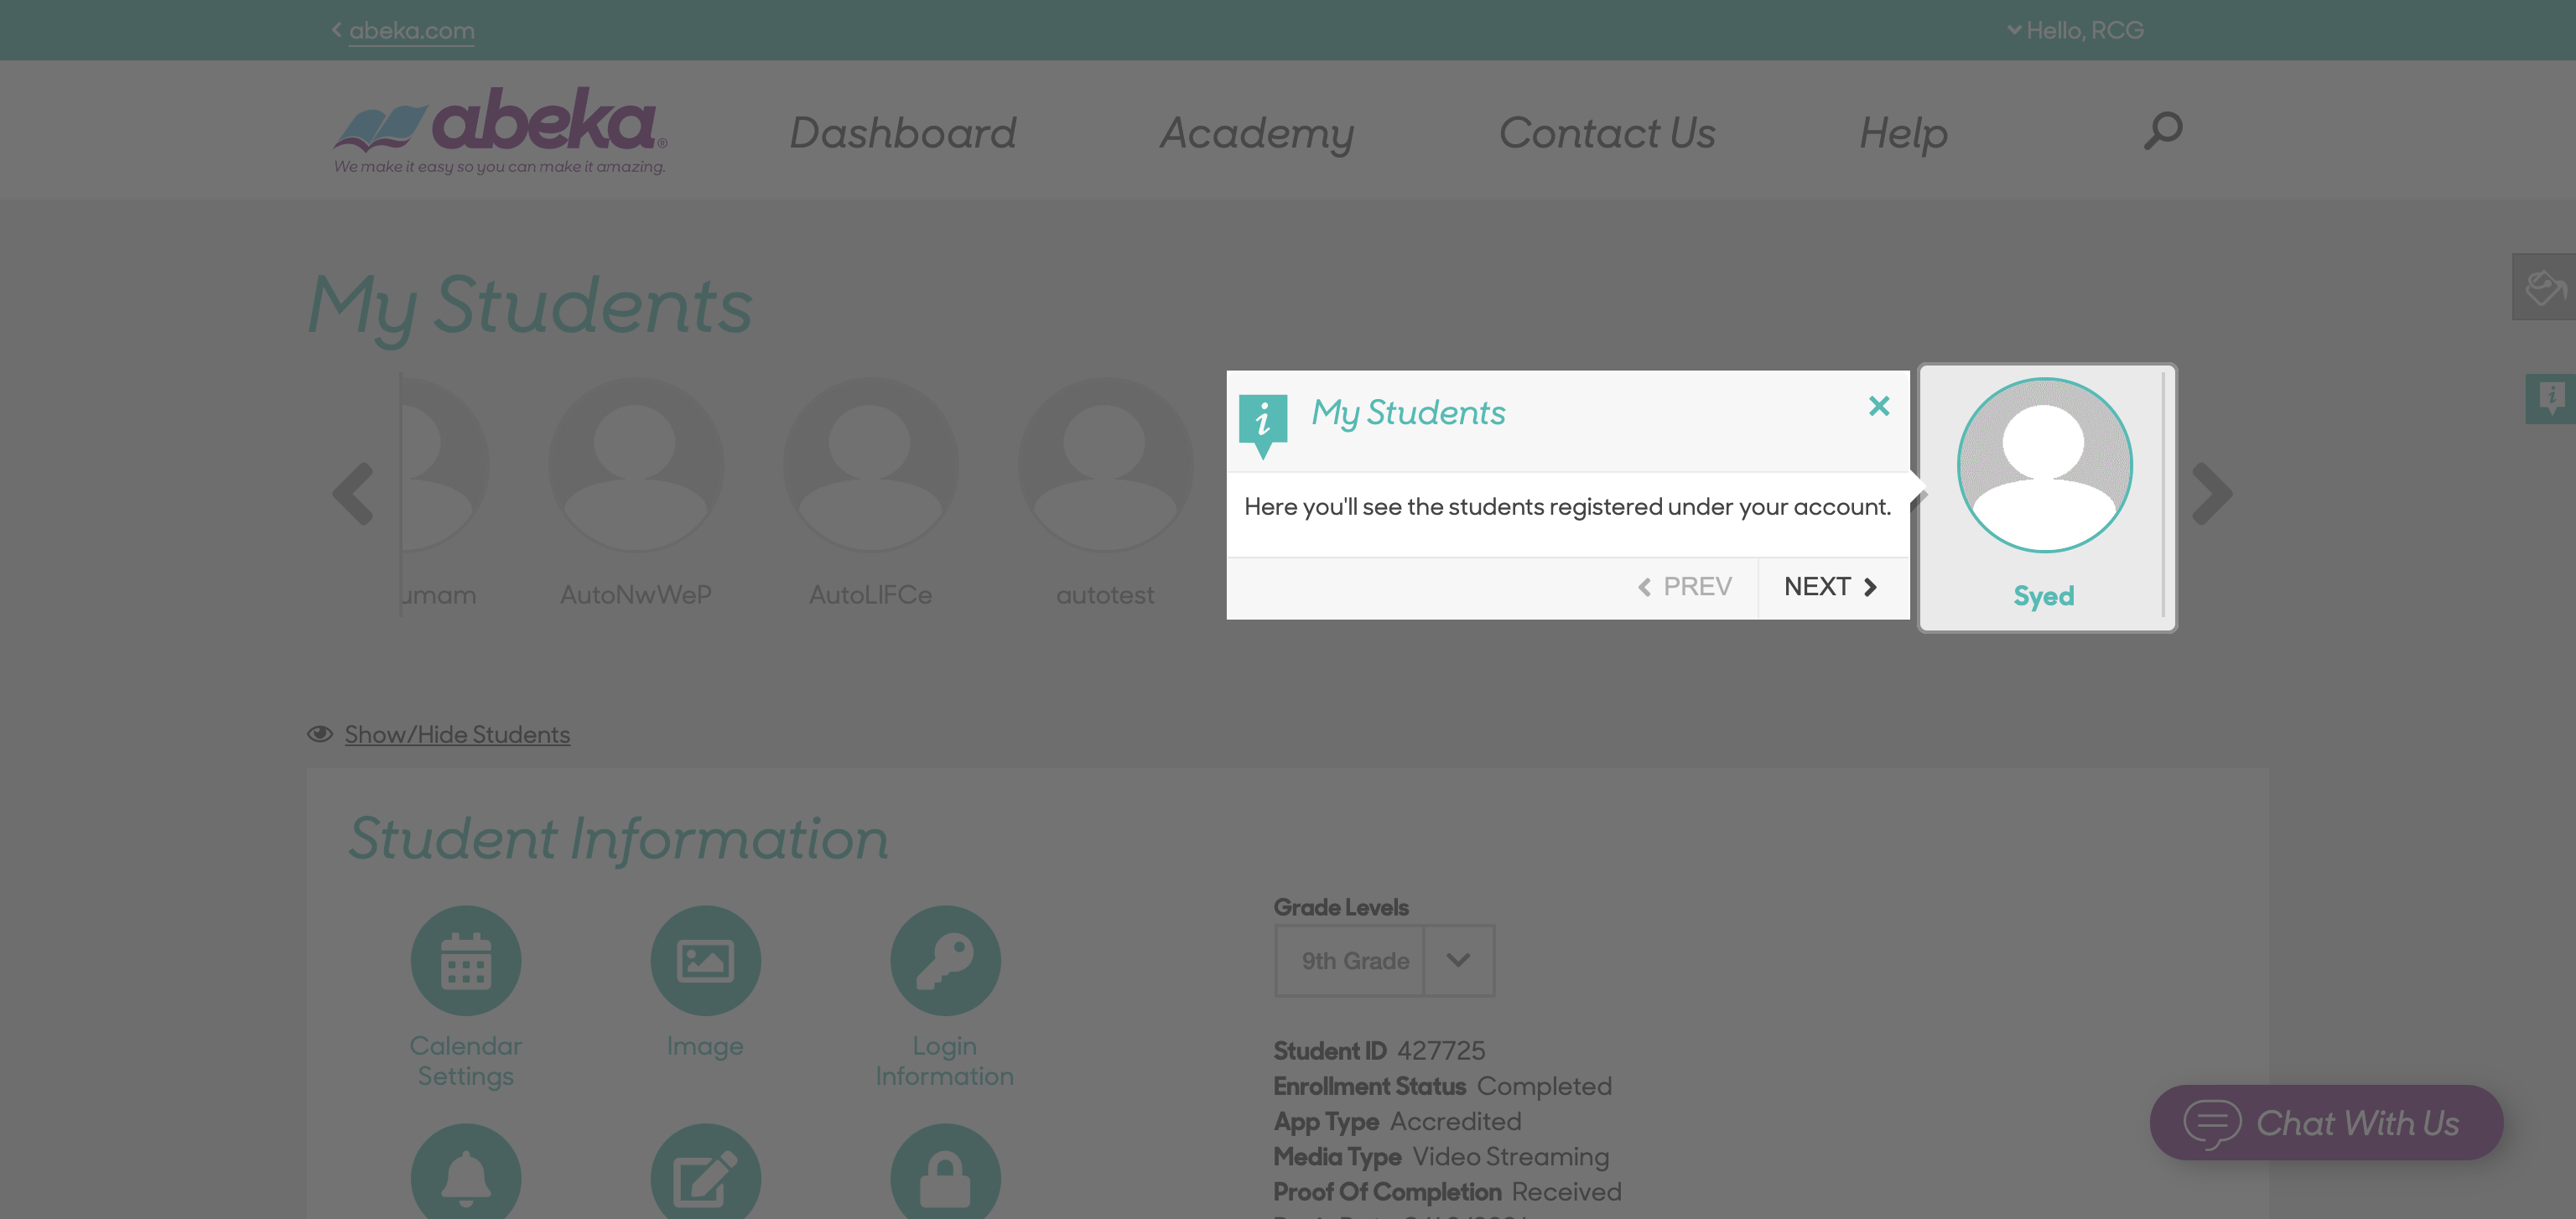 abeka.com
Hello, RCG
abeka®
We make it easy so you can make it amazing.
Dashboard
Academy
Contact Us
Help
My Students
umam
AutoNwWeP
AutoLIFCe
autotest
My Students
Here you'll see the students registered under your account.
PREV
NEXT
Syed
Show/Hide Students
Student Information
Calendar
Settings
Image
Login
Information
Grade Levels
9th Grade
Student ID 427725
Enrollment Status Completed
App Type Accredited
Media Type Video Streaming
Proof Of Completion Received
Chat With Us